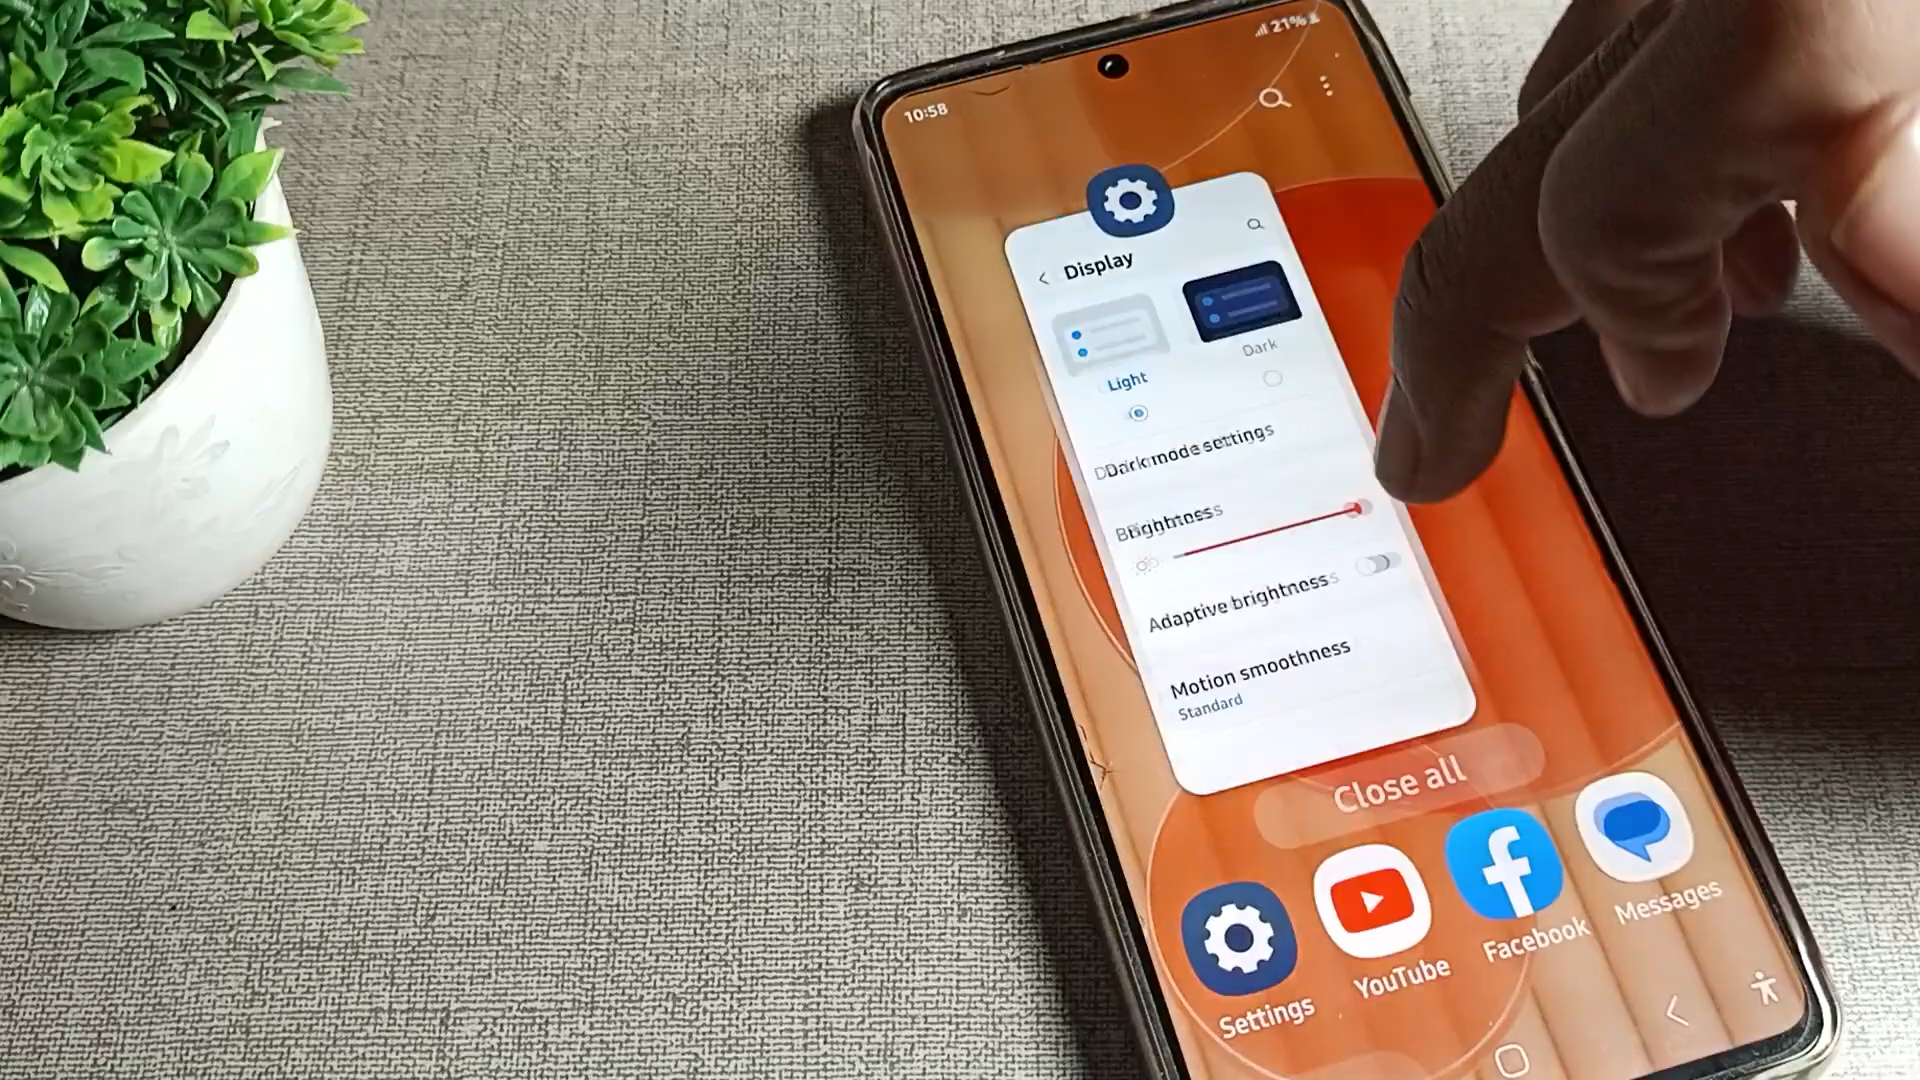 10:58
21%
Display
Light
Dark
Dark mode settings
Brightness
Adaptive brightness
Motion smoothness
Standard
Close all
Settings
YouTube
Facebook
Messages